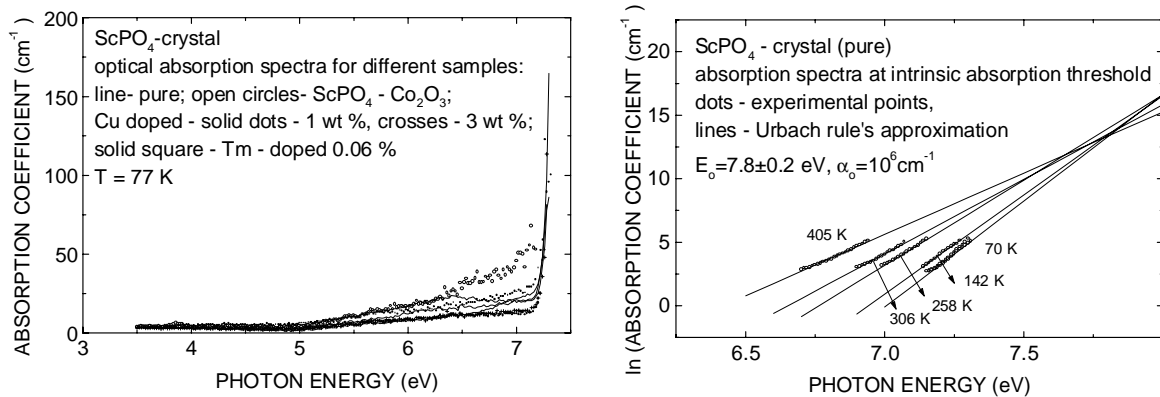 200
150
100
50
0
3
4
5
6
7
ABSORPTION COEFFICIENT (cm⁻¹ )
PHOTON ENERGY (eV)
ScPO₄-crystal
optical absorption spectra for different samples:
line- pure; open circles- ScPO₄ - Co₂O₃;
Cu doped - solid dots - 1 wt %, crosses - 3 wt %;
solid square - Tm - doped 0.06 %
T = 77 K
20
15
10
5
0
6.5
7.0
7.5
ln (ABSORPTION COEFFICIENT (cm⁻¹)
PHOTON ENERGY (eV)
ScPO₄ - crystal (pure)
absorption spectra at intrinsic absorption threshold
dots - experimental points,
lines - Urbach rule's approximation
Eₒ=7.8±0.2 eV, αₒ=10⁶cm⁻¹
405 K
70 K
142 K
258 K
306 K